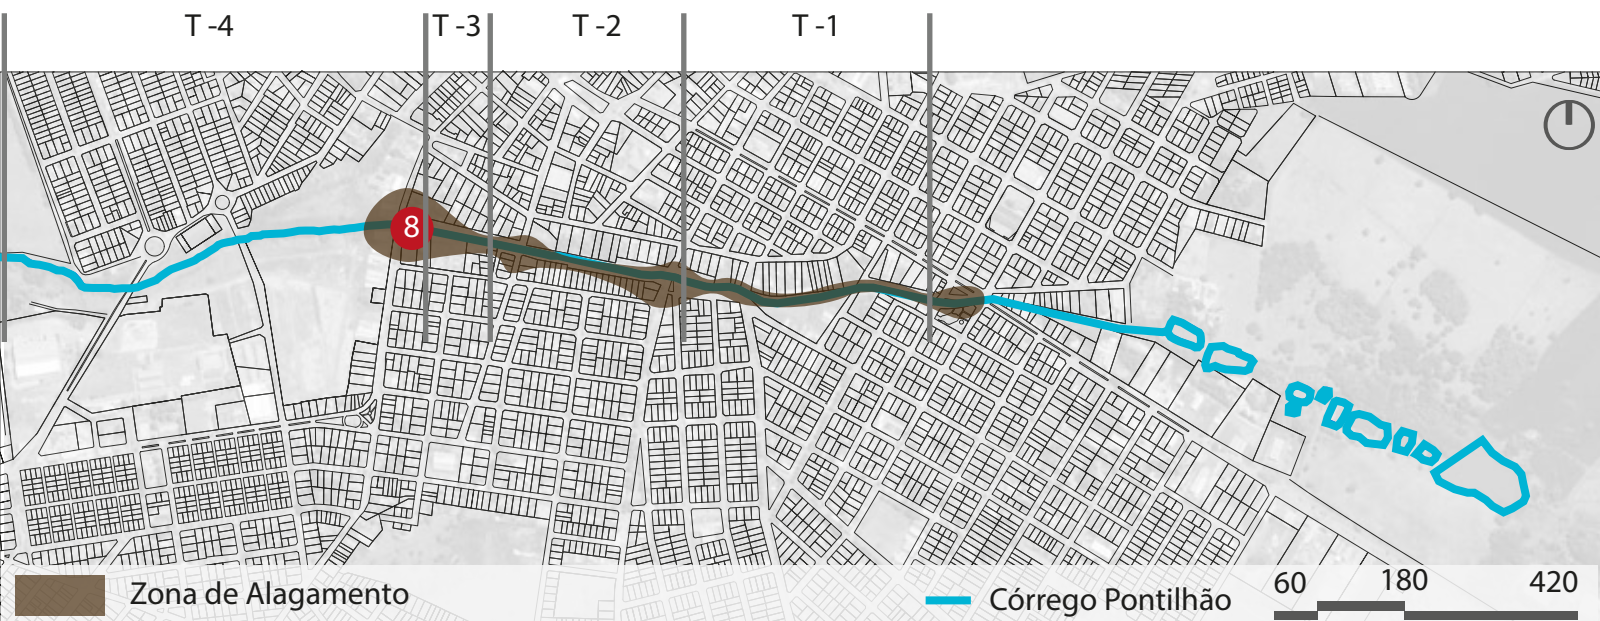 T -4 T -3 T -2 T -1
8
Zona de Alagamento
Córrego Pontilhão
60 180 420